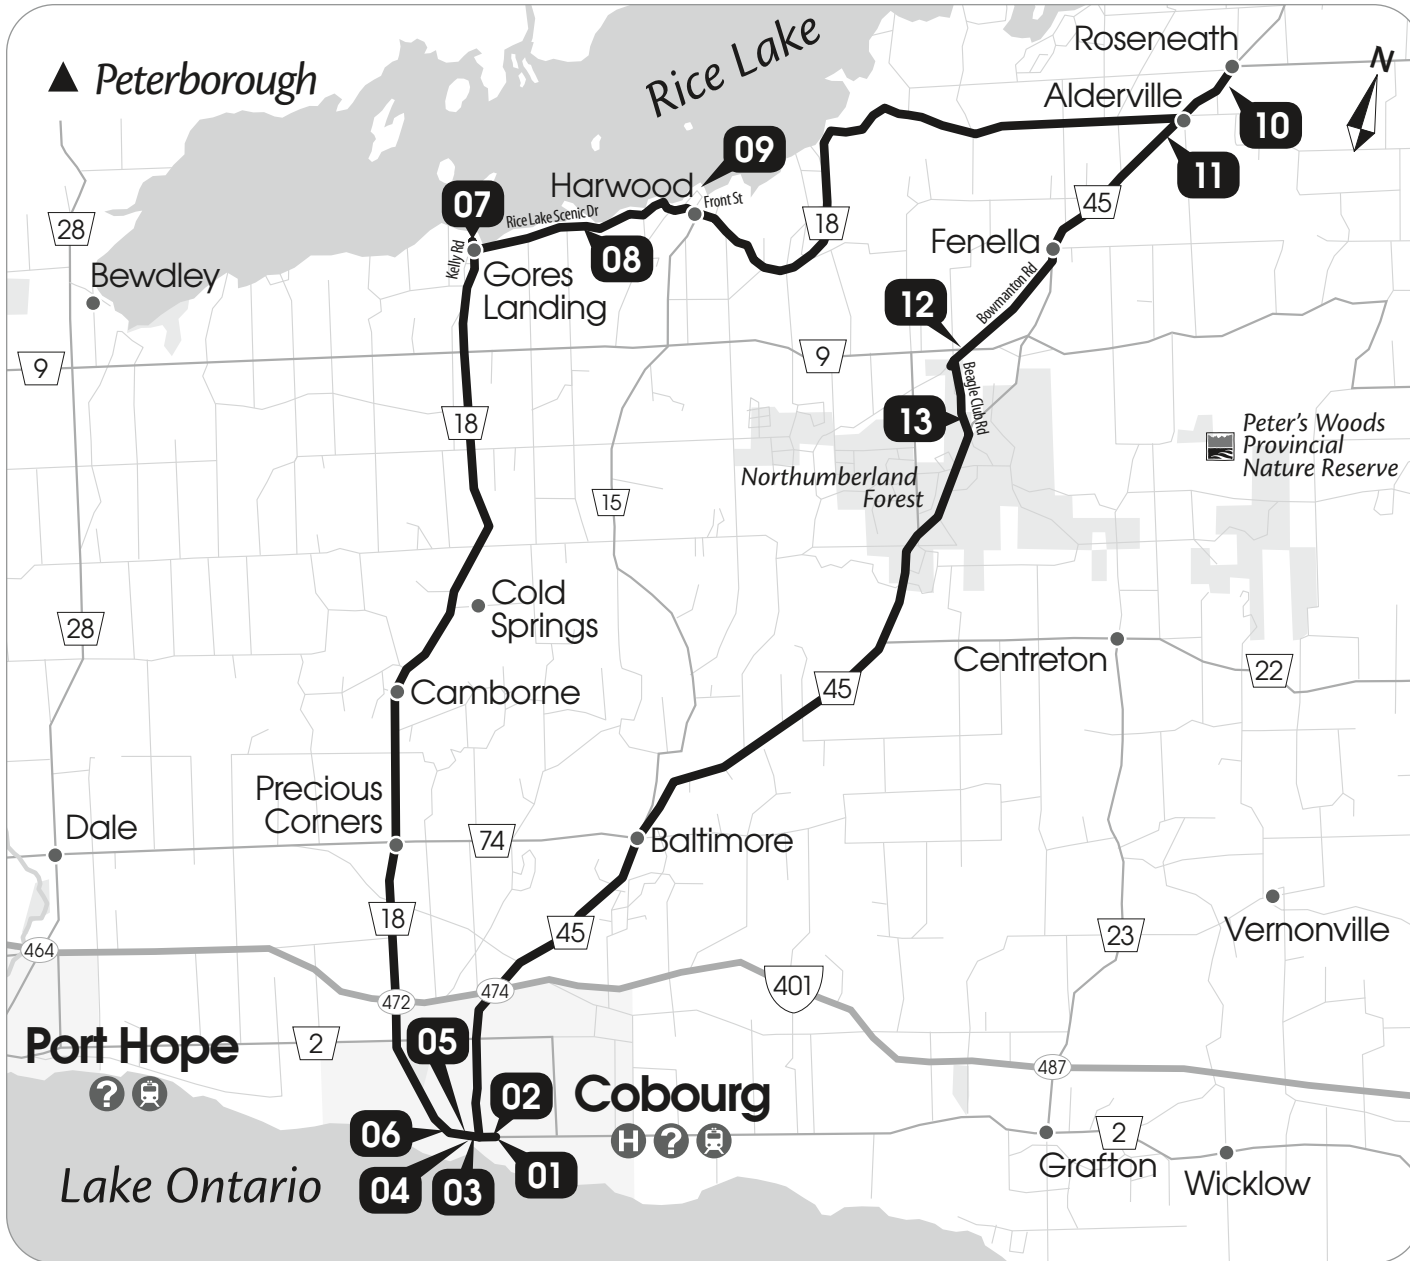 Roseneath
Rice Lake
N
Peterborough
Alderville
10
09
11
Harwood
07
Front St
45
Rice Lake Scenic Dr
18
28
Kelly Rd
08
Fenella
Bewdley
Gores
Landing
Bowmanton Rd
12
9
9
Beagle Club Rd
18
13
Peter's Woods
Provincial
Nature Reserve
Northumberland
Forest
15
Cold
Springs
28
Centreton
22
Camborne
45
Precious
Corners
Dale
74
Baltimore
18
45
Vernonville
23
464
472
474
401
Port Hope
2
05
487
?
02
Cobourg
06
H
?
2
Lake Ontario
04
03
01
Grafton
Wicklow